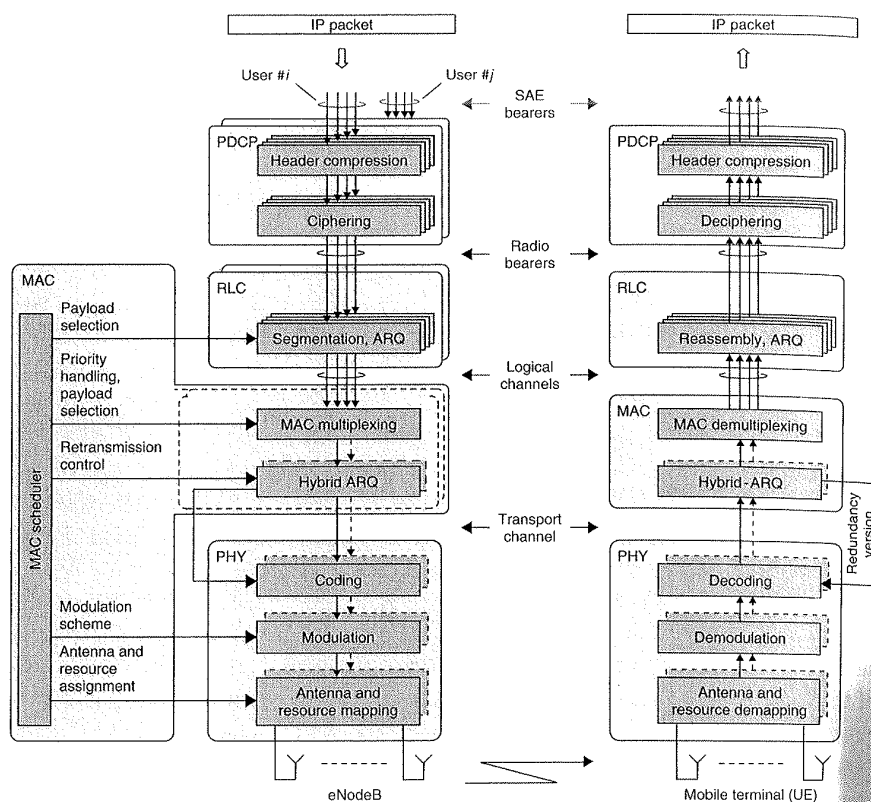 IP packet
IP packet
User #i
User #j
SAE
bearers
PDCP
Header compression
Ciphering
PDCP
Header compression
Deciphering
Radio
bearers
MAC
Payload
selection
Priority
handling,
payload
selection
Retransmission
control
MAC scheduler
Modulation
scheme
Antenna and
resource
assignment
RLC
Segmentation, ARQ
RLC
Reassembly, ARQ
Logical
channels
MAC multiplexing
Hybrid ARQ
MAC
MAC demultiplexing
Hybrid-ARQ
Redundancy
version
Transport
channel
PHY
Coding
Modulation
Antenna and
resource mapping
PHY
Decoding
Demodulation
Antenna and
resource demapping
eNodeB
Mobile terminal (UE)